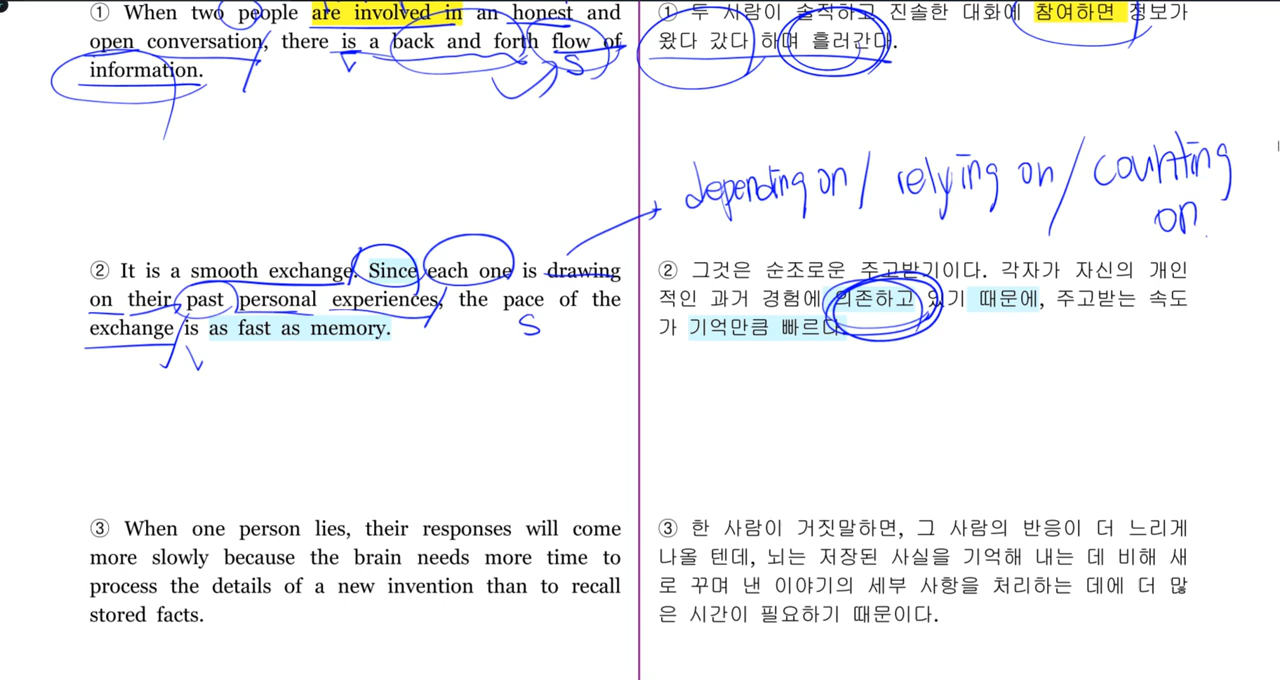 ① When two people are involved in an honest and
open conversation, there is a back and forth flow of
information.
① 두 사람이 솔직하고 진솔한 대화에 참여하면 정보가
왔다 갔다 하며 흘러간다.
depending on / relying on / counting
on
② It is a smooth exchange. Since each one is drawing
on their past personal experiences, the pace of the
exchange is as fast as memory.
S
V
S
V
② 그것은 순조로운 주고받기이다. 각자가 자신의 개인
적인 과거 경험에 의존하고 있기 때문에, 주고받는 속도
가 기억만큼 빠르다.
③ When one person lies, their responses will come
more slowly because the brain needs more time to
process the details of a new invention than to recall
stored facts.
③ 한 사람이 거짓말하면, 그 사람의 반응이 더 느리게
나올 텐데, 뇌는 저장된 사실을 기억해 내는 데 비해 새
로 꾸며 낸 이야기의 세부 사항을 처리하는 데에 더 많
은 시간이 필요하기 때문이다.